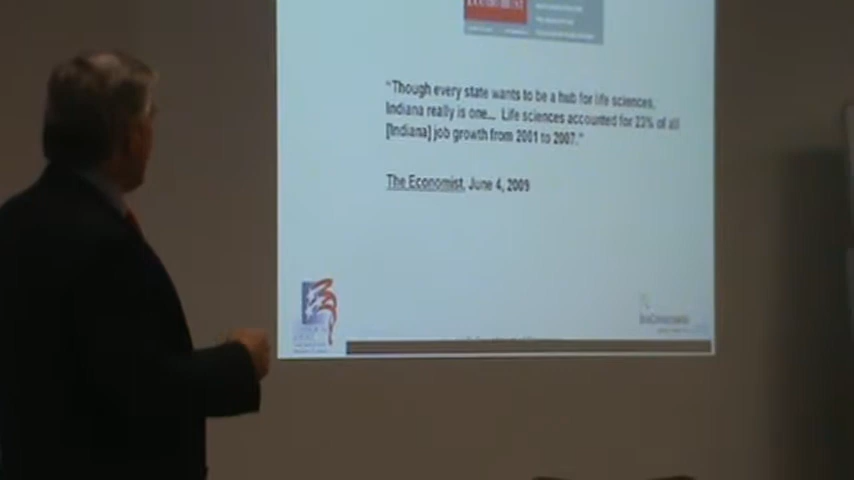 "Though every state wants to be a hub for life sciences,
Indiana really is one... Life sciences accounted for 23% of all
[Indiana] job growth from 2001 to 2007."
The Economist, June 4, 2009